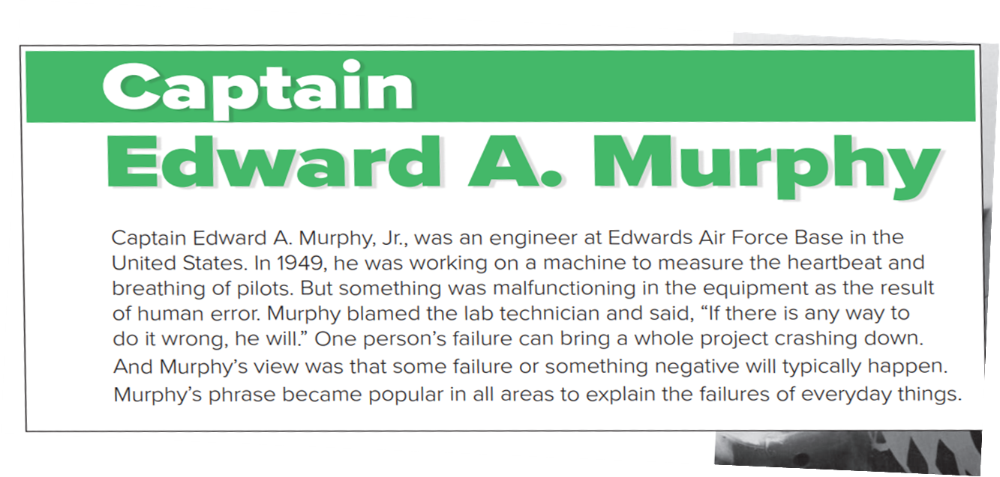 Captain
Edward A. Murphy
Captain Edward A. Murphy, Jr., was an engineer at Edwards Air Force Base in the
United States. In 1949, he was working on a machine to measure the heartbeat and
breathing of pilots. But something was malfunctioning in the equipment as the result
of human error. Murphy blamed the lab technician and said, “If there is any way to
do it wrong, he will.” One person’s failure can bring a whole project crashing down.
And Murphy’s view was that some failure or something negative will typically happen.
Murphy’s phrase became popular in all areas to explain the failures of everyday things.